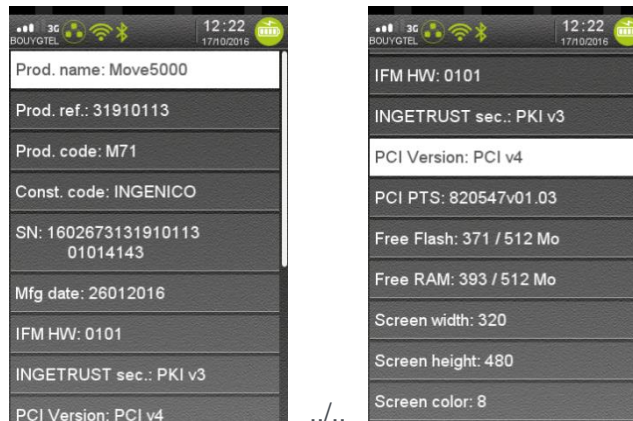 3G
BOUYGTEL
12:22
17/10/2016
Prod. name: Move5000
Prod. ref.: 31910113
Prod. code: M71
Const. code: INGENICO
SN: 1602673131910113
01014143
Mfg date: 26012016
IFM HW: 0101
INGETRUST sec.: PKI v3
PCI Version: PCI v4
../..
3G
BOUYGTEL
12:22
17/10/2016
IFM HW: 0101
INGETRUST sec.: PKI v3
PCI Version: PCI v4
PCI PTS: 820547v01.03
Free Flash: 371 / 512 Mo
Free RAM: 393 / 512 Mo
Screen width: 320
Screen height: 480
Screen color: 8